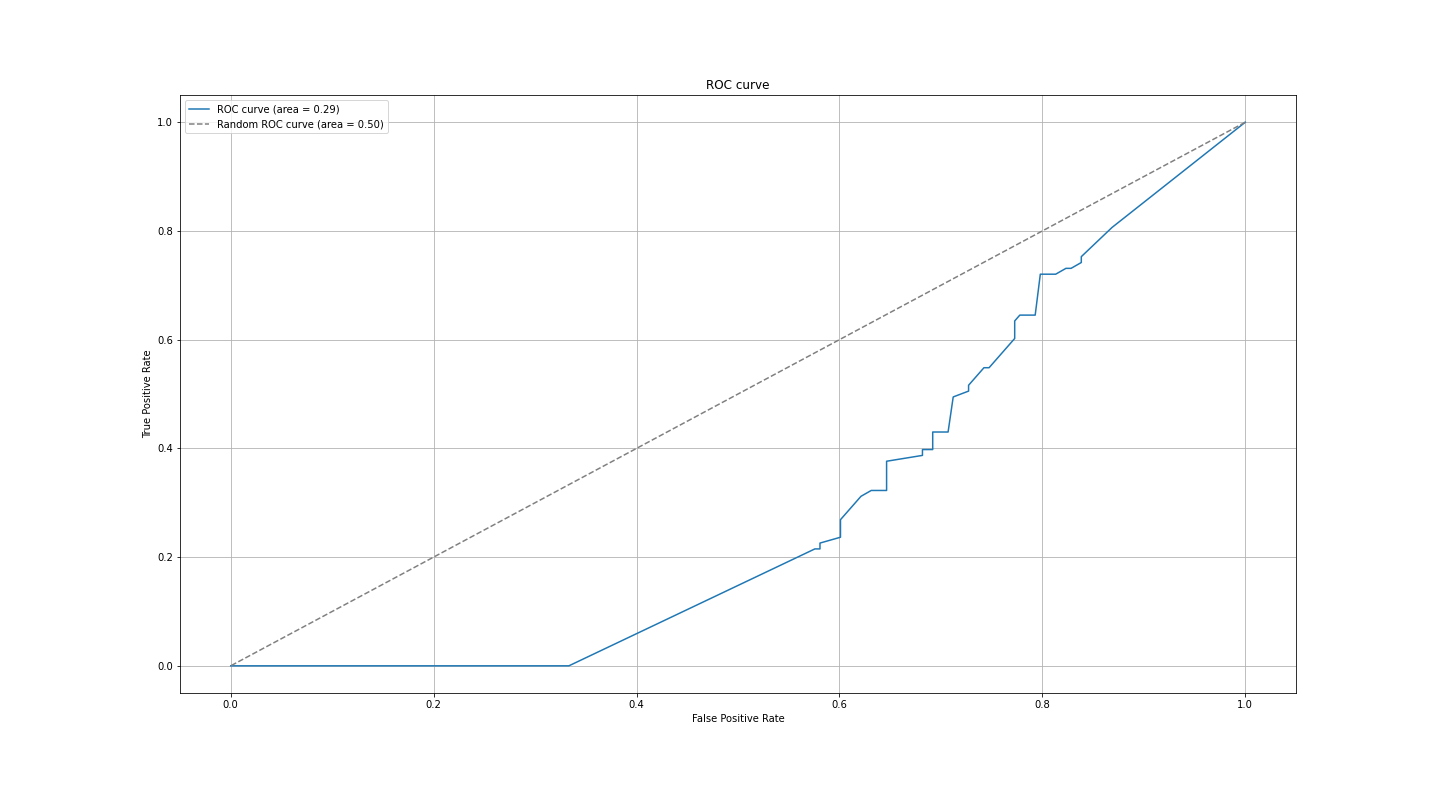 ROC curve
ROC curve (area = 0.29)
Random ROC curve (area = 0.50)
1.0
0.8
0.6
0.4
0.2
0.0
True Positive Rate
0.0 0.2 0.4 0.6 0.8 1.0
False Positive Rate